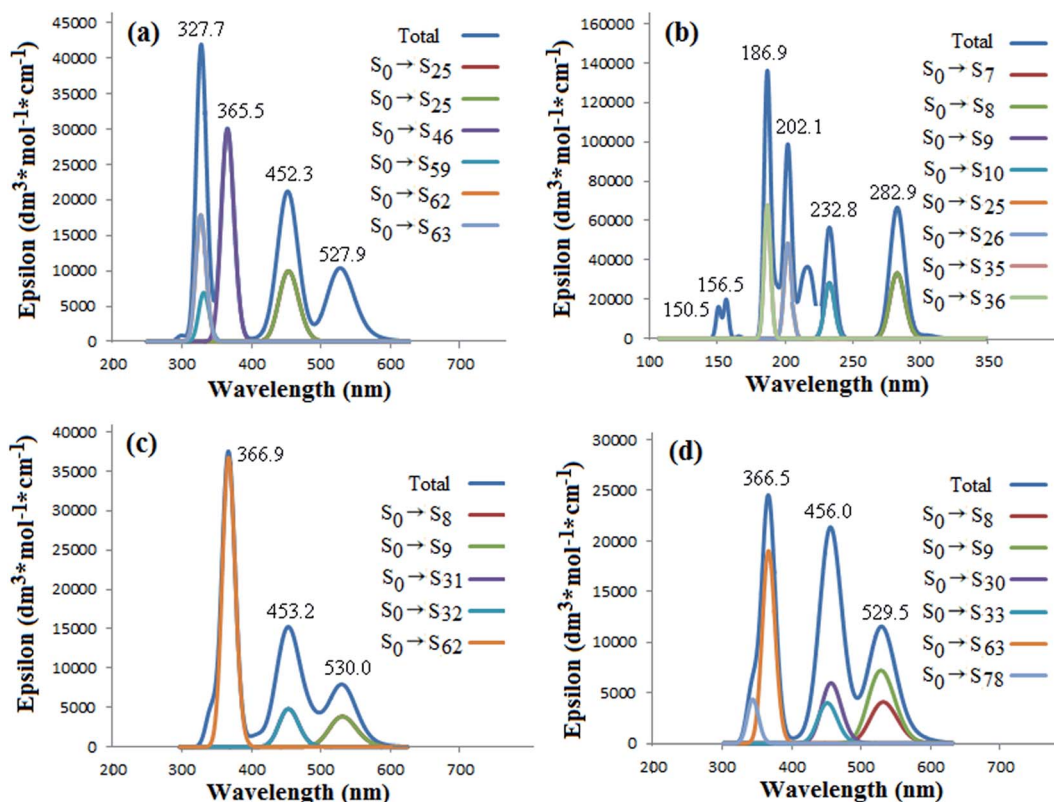 (a)
Epsilon (dm³*mol⁻¹*cm⁻¹)
45000
40000
35000
30000
25000
20000
15000
10000
5000
0
327.7
365.5
452.3
527.9
Total
S₀→S₂₅
S₀→S₂₅
S₀→S₄₆
S₀→S₅₉
S₀→S₆₂
S₀→S₆₃
200 300 400 500 600 700
Wavelength (nm)
(b)
Epsilon (dm³*mol⁻¹*cm⁻¹)
160000
140000
120000
100000
80000
60000
40000
20000
0
186.9
202.1
232.8
282.9
156.5
150.5
Total
S₀→S₇
S₀→S₈
S₀→S₉
S₀→S₁₀
S₀→S₂₅
S₀→S₂₆
S₀→S₃₅
S₀→S₃₆
100 150 200 250 300 350
Wavelength (nm)
(c)
Epsilon (dm³*mol⁻¹*cm⁻¹)
40000
35000
30000
25000
20000
15000
10000
5000
0
366.9
453.2
530.0
Total
S₀→S₈
S₀→S₉
S₀→S₃₁
S₀→S₃₂
S₀→S₆₂
200 300 400 500 600 700
Wavelength (nm)
(d)
Epsilon (dm³*mol⁻¹*cm⁻¹)
30000
25000
20000
15000
10000
5000
0
366.5
456.0
529.5
Total
S₀→S₈
S₀→S₉
S₀→S₃₀
S₀→S₃₃
S₀→S₆₃
S₀→S₇₈
200 300 400 500 600 700
Wavelength (nm)